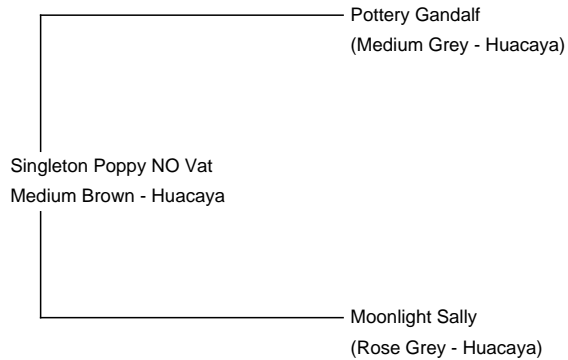 Pottery Gandalf
(Medium Grey - Huacaya)
Singleton Poppy NO Vat
Medium Brown - Huacaya
Moonlight Sally
(Rose Grey - Huacaya)